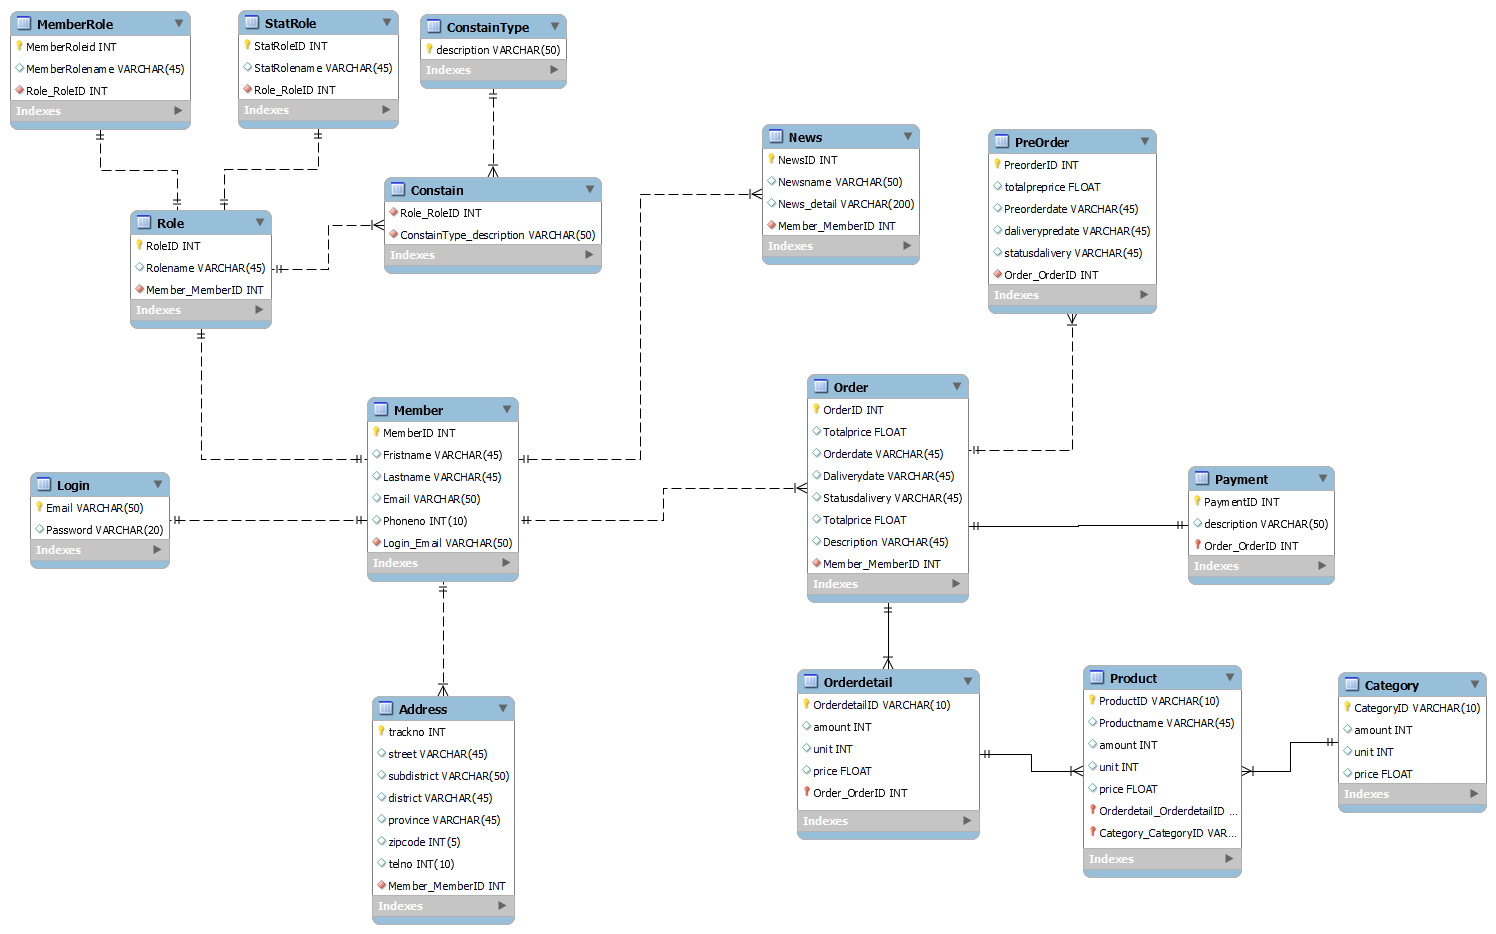 MemberRole
MemberRoleid INT
MemberRolename VARCHAR(45)
Role_RoleID INT
Indexes
StatRole
StatRoleID INT
StatRolename VARCHAR(45)
Role_RoleID INT
Indexes
ConstainType
description VARCHAR(50)
Indexes
Constain
Role_RoleID INT
ConstainType_description VARCHAR(50)
Indexes
Role
RoleID INT
Rolename VARCHAR(45)
Member_MemberID INT
Indexes
News
NewsID INT
Newsname VARCHAR(50)
News_detail VARCHAR(200)
Member_MemberID INT
Indexes
PreOrder
PreorderID INT
totalpreprice FLOAT
Preorderdate VARCHAR(45)
daliverypredate VARCHAR(45)
statusdalivery VARCHAR(45)
Order_OrderID INT
Indexes
Member
MemberID INT
Fristname VARCHAR(45)
Lastname VARCHAR(45)
Email VARCHAR(50)
Phoneno INT(10)
Login_Email VARCHAR(50)
Indexes
Login
Email VARCHAR(50)
Password VARCHAR(20)
Indexes
Order
OrderID INT
Totalprice FLOAT
Orderdate VARCHAR(45)
Daliverydate VARCHAR(45)
Statusdalivery VARCHAR(45)
Totalprice FLOAT
Description VARCHAR(45)
Member_MemberID INT
Indexes
Payment
PaymentID INT
description VARCHAR(50)
Order_OrderID INT
Indexes
Address
trackno INT
street VARCHAR(45)
subdistrict VARCHAR(50)
district VARCHAR(45)
province VARCHAR(45)
zipcode INT(5)
telno INT(10)
Member_MemberID INT
Indexes
Orderdetail
OrderdetailID VARCHAR(10)
amount INT
unit INT
price FLOAT
Order_OrderID INT
Indexes
Product
ProductID VARCHAR(10)
Productname VARCHAR(45)
amount INT
unit INT
price FLOAT
Orderdetail_OrderdetailID ...
Category_CategoryID VAR...
Indexes
Category
CategoryID VARCHAR(10)
amount INT
unit INT
price FLOAT
Indexes